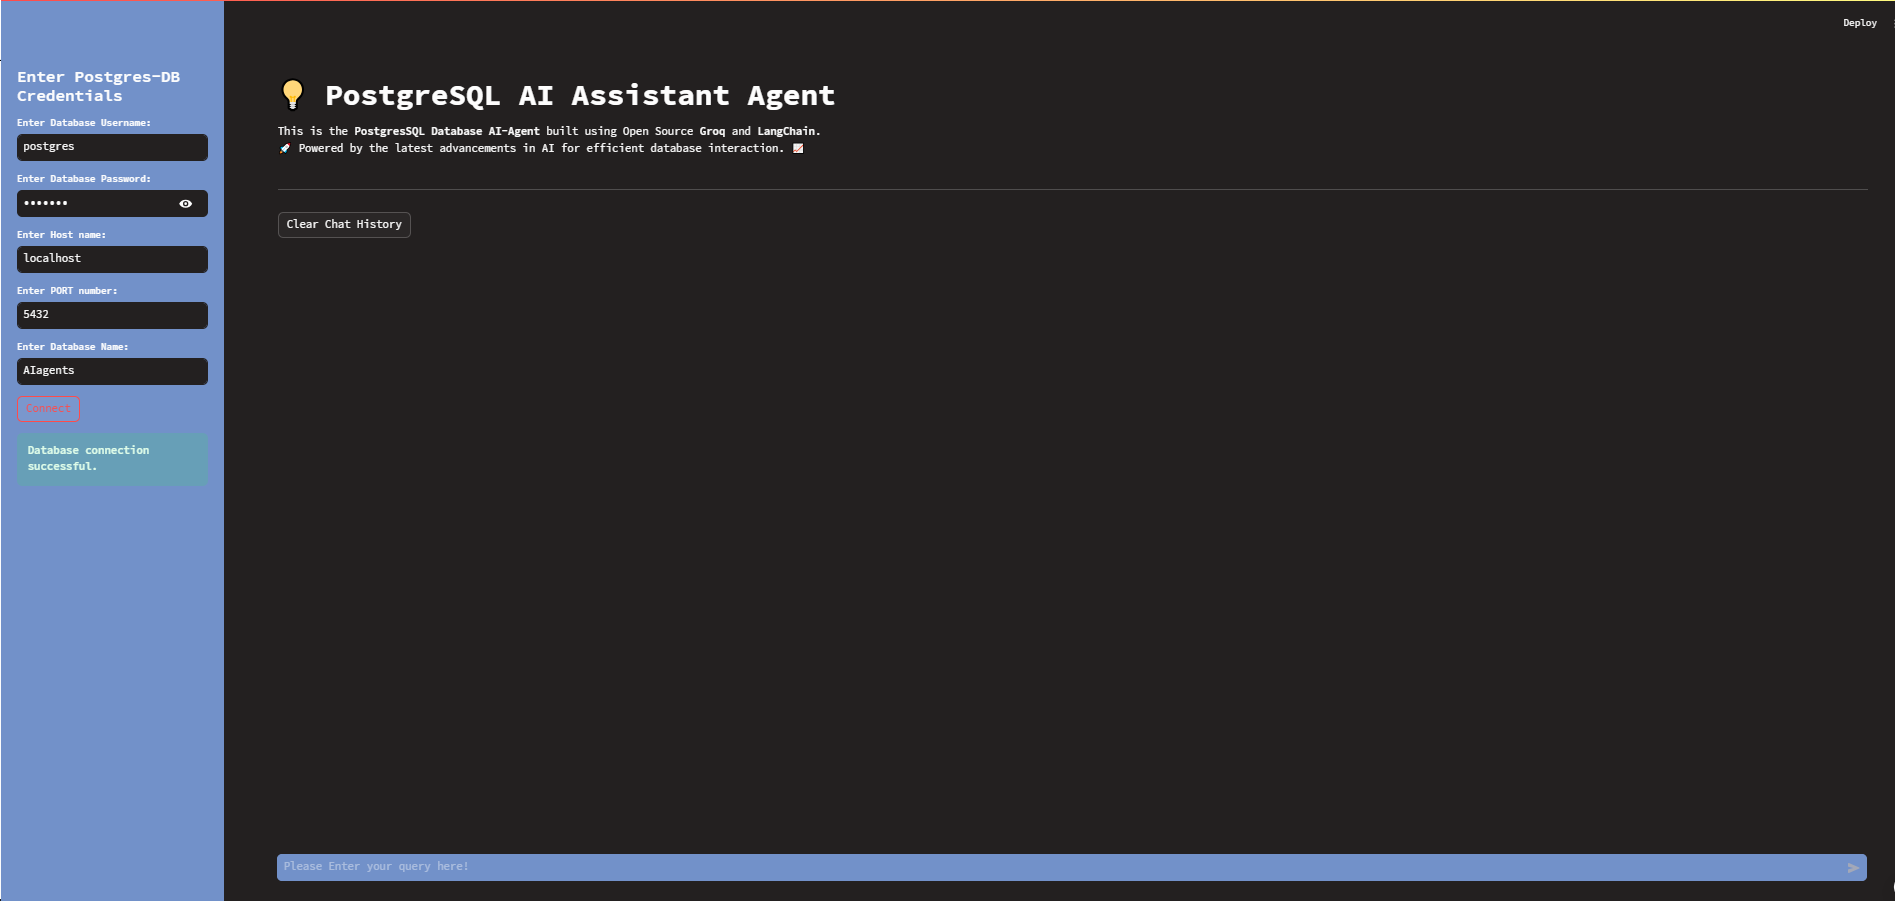 Deploy
Enter Postgres-DB
Credentials
Enter Database Username:
postgres
Enter Database Password:
•••••••
Enter Host name:
localhost
Enter PORT number:
5432
Enter Database Name:
AIagents
Connect
Database connection
successful.
PostgreSQL AI Assistant Agent
This is the PostgresSQL Database AI-Agent built using Open Source Groq and LangChain.
🚀 Powered by the latest advancements in AI for efficient database interaction. 📈
Clear Chat History
Please Enter your query here!